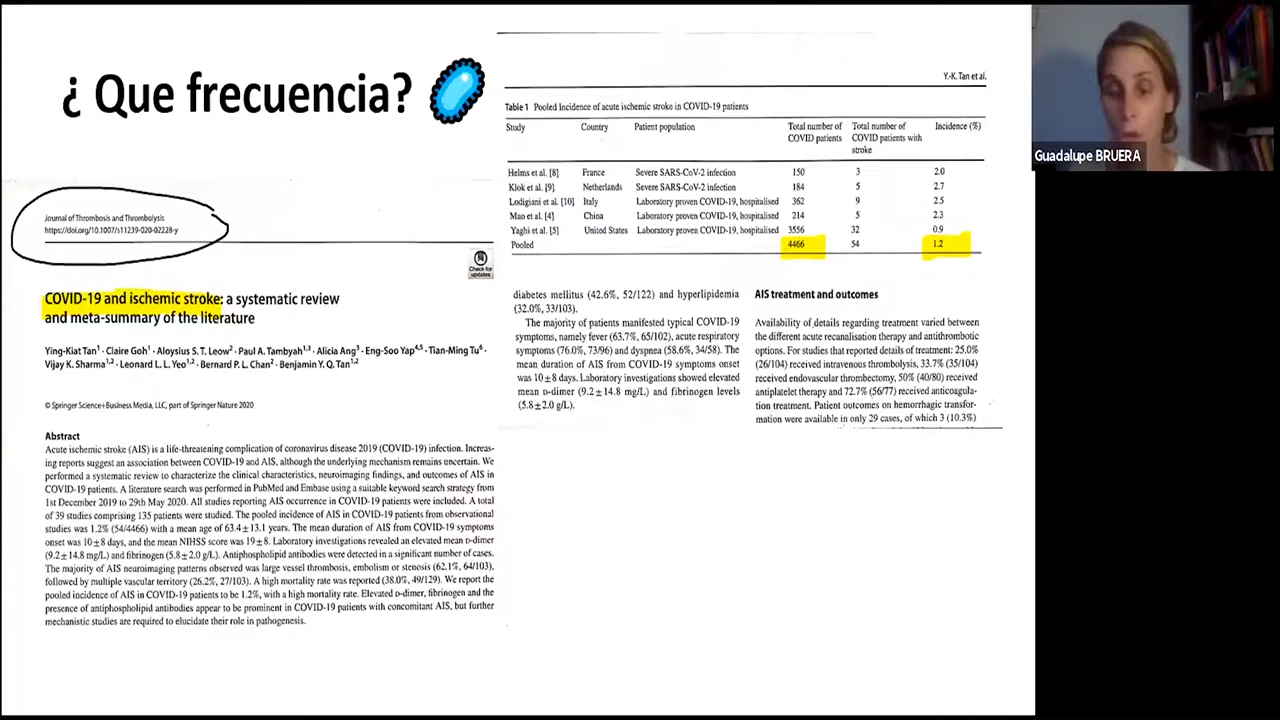 ¿ Que frecuencia?
Journal of Thrombosis and Thrombolysis
https://doi.org/10.1007/s11239-020-02228-y
Check for
updates
COVID-19 and ischemic stroke: a systematic review
and meta-summary of the literature
Ying-Kiat Tan¹ · Claire Goh¹ · Aloysius S. T. Leow² · Paul A. Tambyah¹,³ · Alicia Ang³ · Eng-Soo Yap⁴,⁵ · Tian-Ming Tu⁶ ·
Vijay K. Sharma¹,² · Leonard L. L. Yeo¹,² · Bernard P. L. Chan² · Benjamin Y. Q. Tan¹,²
© Springer Science+Business Media, LLC, part of Springer Nature 2020
Abstract
Acute ischemic stroke (AIS) is a life-threatening complication of coronavirus disease 2019 (COVID-19) infection. Increas-
ing reports suggest an association between COVID-19 and AIS, although the underlying mechanism remains uncertain. We
performed a systematic review to characterize the clinical characteristics, neuroimaging findings, and outcomes of AIS in
COVID-19 patients. A literature search was performed in PubMed and Embase using a suitable keyword search strategy from
1st December 2019 to 29th May 2020. All studies reporting AIS occurrence in COVID-19 patients were included. A total
of 39 studies comprising 135 patients were studied. The pooled incidence of AIS in COVID-19 patients from observational
studies was 1.2% (54/4466) with a mean age of 63.4 ± 13.1 years. The mean duration of AIS from COVID-19 symptoms
onset was 10 ± 8 days, and the mean NIHSS score was 19 ± 8. Laboratory investigations revealed an elevated mean D-dimer
(9.2 ± 14.8 mg/L) and fibrinogen (5.8 ± 2.0 g/L). Antiphospholipid antibodies were detected in a significant number of cases.
The majority of AIS neuroimaging patterns observed was large vessel thrombosis, embolism or stenosis (62.1%, 64/103),
followed by multiple vascular territory (26.2%, 27/103). A high mortality rate was reported (38.0%, 49/129). We report the
pooled incidence of AIS in COVID-19 patients to be 1.2%, with a high mortality rate. Elevated D-dimer, fibrinogen and the
presence of antiphospholipid antibodies appear to be prominent in COVID-19 patients with concomitant AIS, but further
mechanistic studies are required to elucidate their role in pathogenesis.
Y.-K. Tan et al.
Table 1 Pooled incidence of acute ischemic stroke in COVID-19 patients
Study Country Patient population Total number of COVID patients Total number of COVID patients with stroke Incidence (%)
Helms et al. [8] France Severe SARS-CoV-2 infection 150 3 2.0
Klok et al. [9] Netherlands Severe SARS-CoV-2 infection 184 5 2.7
Lodigiani et al. [10] Italy Laboratory proven COVID, hospitalised 362 9 2.5
Mao et al. [4] China Laboratory proven COVID, hospitalised 214 5 2.3
Yaghi et al. [5] United States Laboratory proven COVID, hospitalised 3556 32 0.9
Pooled 4466 54 1.2
diabetes mellitus (42.6%, 52/122) and hyperlipidemia
(32.0%, 33/103).
The majority of patients manifested typical COVID-19
symptoms, namely fever (63.7%, 65/102), acute respiratory
symptoms (76.0%, 73/96) and dyspnea (58.6%, 34/58). The
mean duration of AIS from COVID-19 symptoms onset
was 10 ± 8 days. Laboratory investigations showed elevated
mean D-dimer (9.2 ± 14.8 mg/L) and fibrinogen levels
(5.8 ± 2.0 g/L).
AIS treatment and outcomes
Availability of details regarding treatment varied between
the different acute recanalisation therapy and antithrombotic
options. For studies that reported details of treatment: 25.0%
(26/104) received intravenous thrombolysis, 33.7% (35/104)
received endovascular thrombectomy, 50% (40/80) received
antiplatelet therapy and 72.7% (56/77) received anticoagula-
tion treatment. Patient outcomes on hemorrhagic transfor-
mation were available in only 29 cases, of which 3 (10.3%)
Guadalupe BRUERA